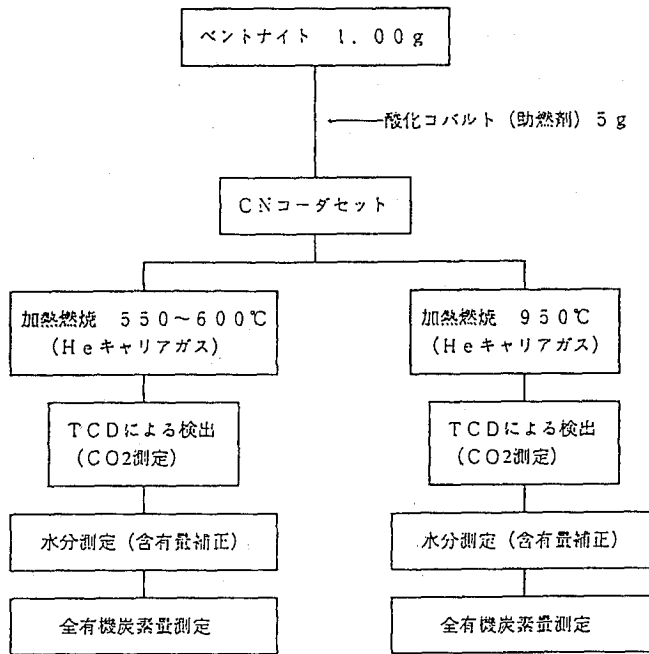 ベントナイト １．００ｇ
酸化コバルト（助燃剤）５ｇ
ＣＮコーダセット
加熱燃焼 ５５０～６００℃
（Ｈｅキャリアガス）
ＴＣＤによる検出
（ＣＯ2測定）
水分測定（含有量補正）
全有機炭素量測定
加熱燃焼 ９５０℃
（Ｈｅキャリアガス）
ＴＣＤによる検出
（ＣＯ2測定）
水分測定（含有量補正）
全有機炭素量測定